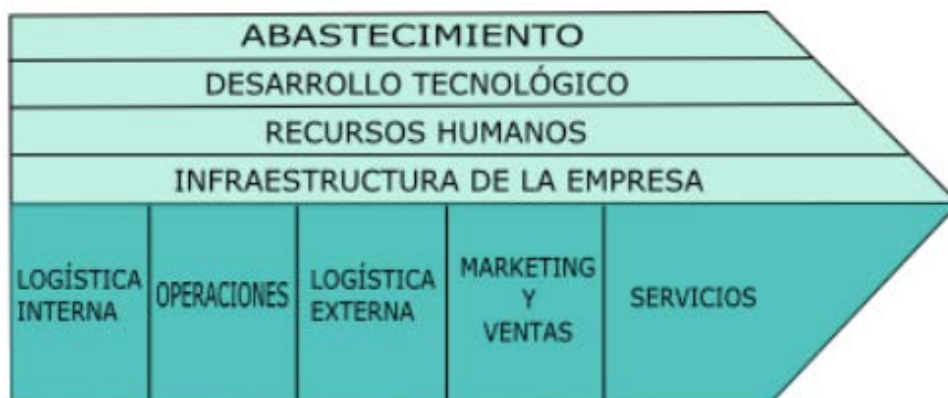 ABASTECIMIENTO
DESARROLLO TECNOLÓGICO
RECURSOS HUMANOS
INFRAESTRUCTURA DE LA EMPRESA
LOGÍSTICA
INTERNA
OPERACIONES
LOGÍSTICA
EXTERNA
MARKETING
Y
VENTAS
SERVICIOS